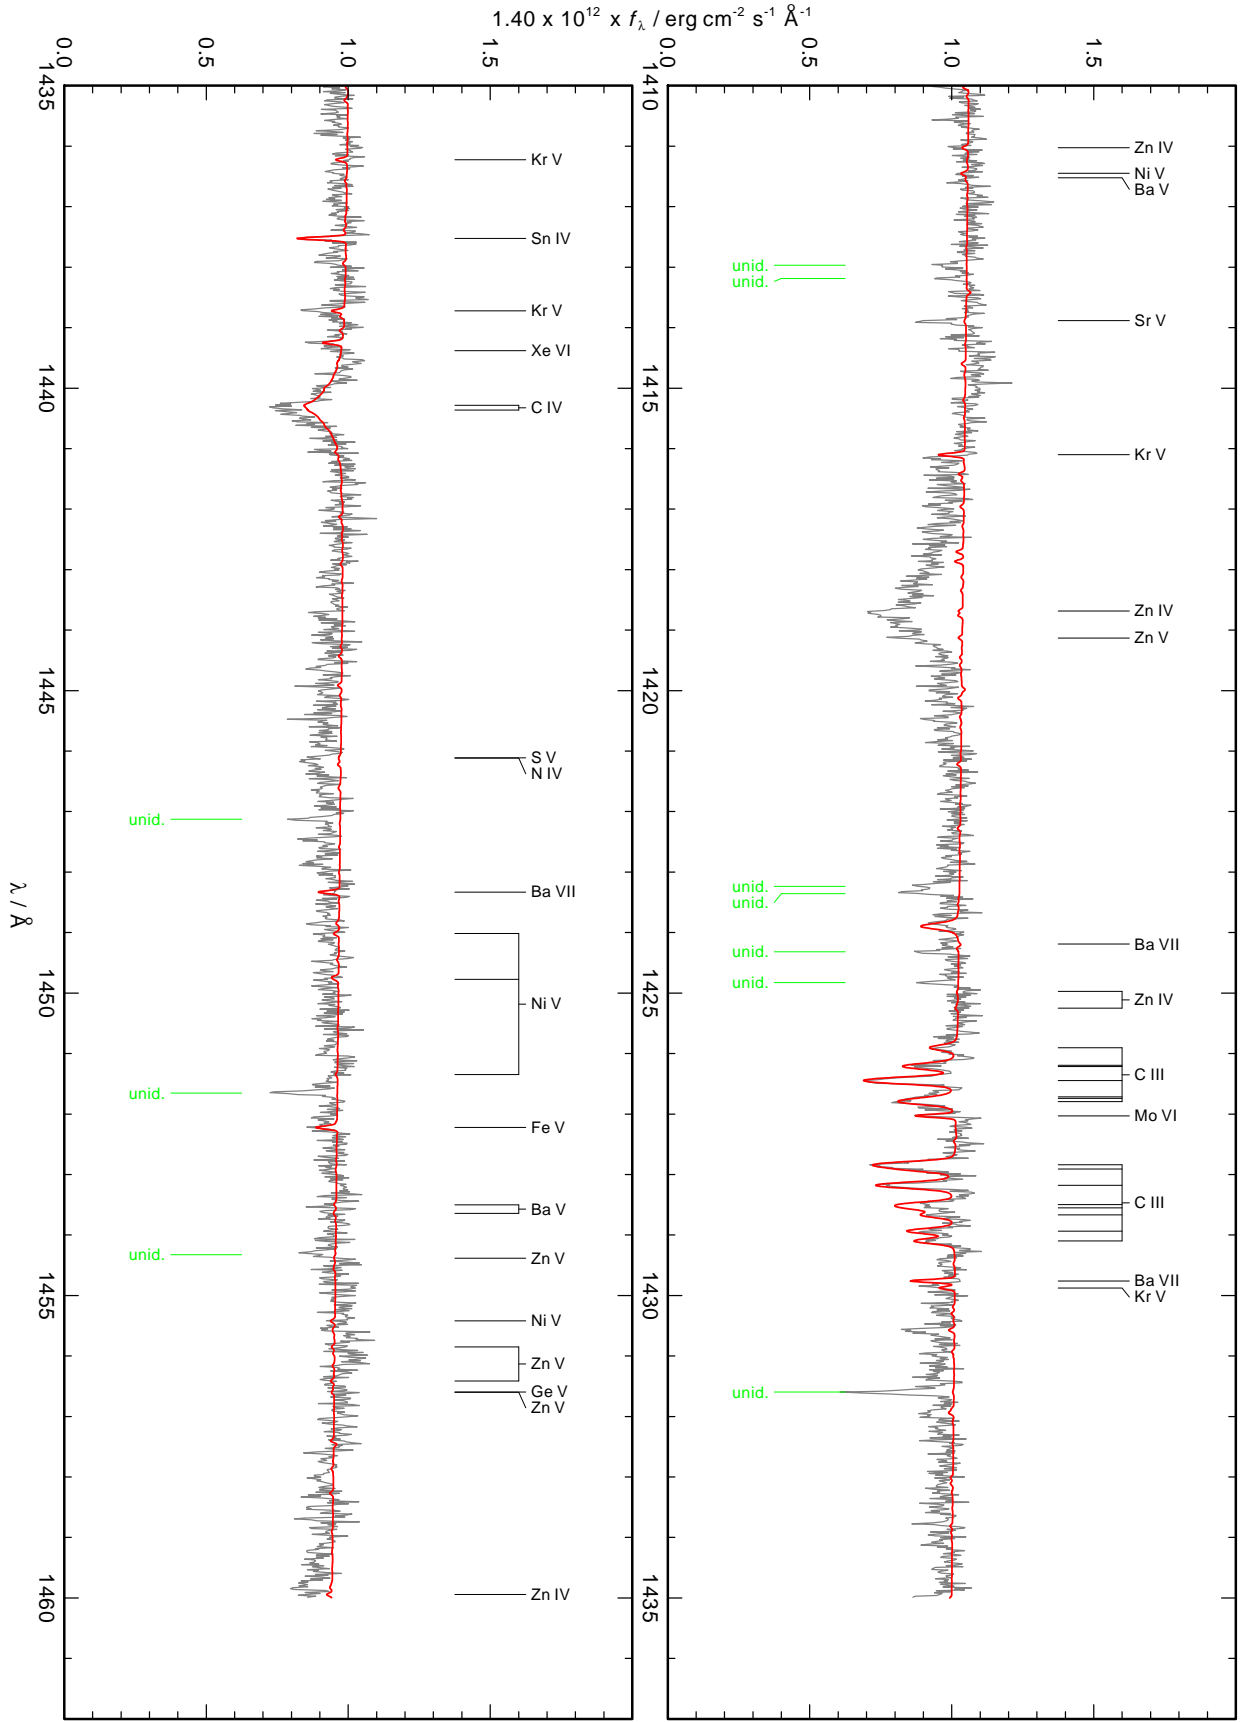 1.40 x 10¹² x f_λ / erg cm⁻² s⁻¹ Å⁻¹
0.0
0.5
1.0
1.5
1410
1415
1420
1425
1430
1435
Zn IV
Ni V
Ba V
unid.
unid.
Sr V
Kr V
Zn IV
Zn V
unid.
unid.
Ba VII
unid.
unid.
Zn IV
C III
Mo VI
C III
Ba VII
Kr V
unid.
0.0
0.5
1.0
1.5
1435
1440
1445
1450
1455
1460
Kr V
Sn IV
Kr V
Xe VI
C IV
S V
N IV
unid.
Ba VII
Ni V
unid.
Fe V
Ba V
unid.
Zn V
Ni V
Zn V
Ge V
Zn V
Zn IV
λ / Å